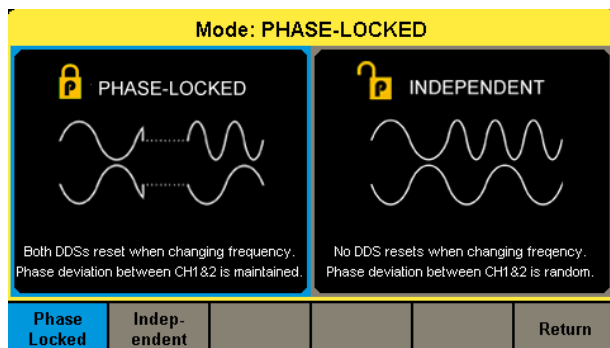 Mode: PHASE-LOCKED
P PHASE-LOCKED
Both DDSs reset when changing frequency.
Phase deviation between CH1&2 is maintained.
P INDEPENDENT
No DDS resets when changing freqency.
Phase deviation between CH1&2 is random.
Phase
Locked
Indep-
endent
Return